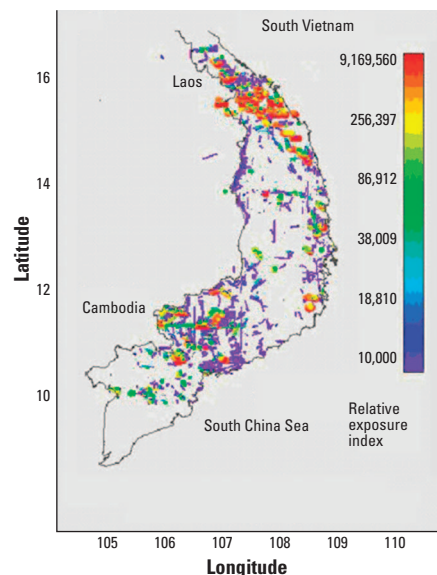 South Vietnam
9,169,560
16
Laos
256,397
14
86,912
38,009
Latitude
12
18,810
Cambodia
10,000
10
Relative
exposure
index
South China Sea
105 106 107 108 109 110
Longitude